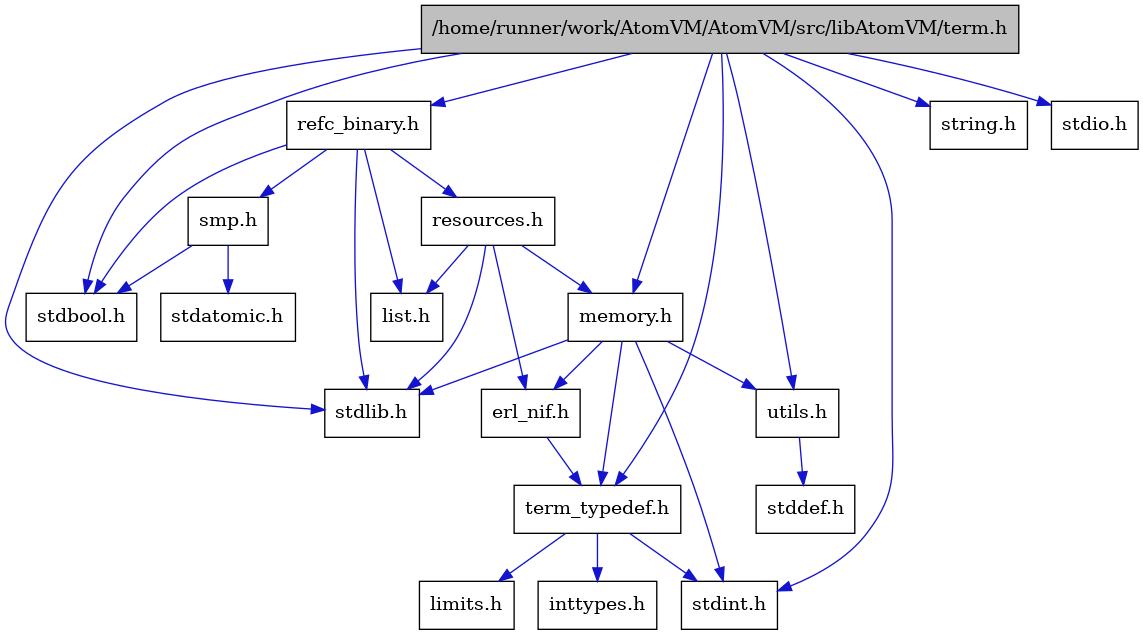 /home/runner/work/AtomVM/AtomVM/src/libAtomVM/term.h
refc_binary.h
string.h
stdio.h
smp.h
resources.h
stdbool.h
stdatomic.h
list.h
memory.h
stdlib.h
erl_nif.h
utils.h
term_typedef.h
stddef.h
limits.h
inttypes.h
stdint.h